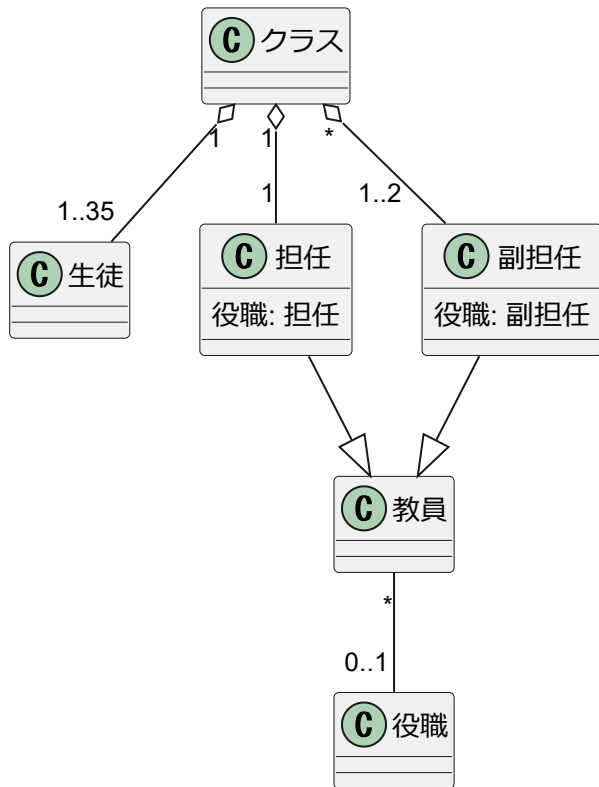 C クラス
1
1
*
1..35
1
1..2
C 生徒
C 担任
役職: 担任
C 副担任
役職: 副担任
C 教員
*
0..1
C 役職